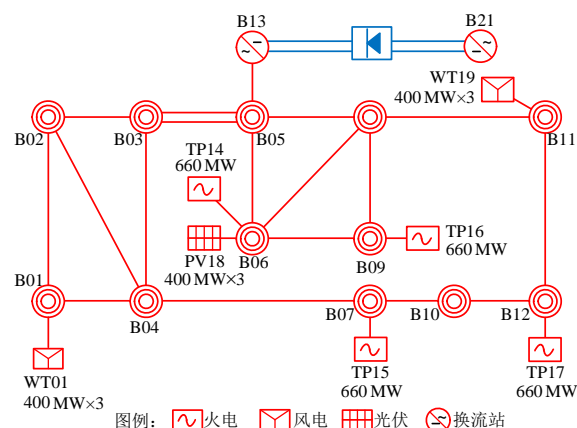 B13
B21
WT19
400 MW×3
B02
B03
B05
B11
TP14
660 MW
TP16
660 MW
PV18
400 MW×3
B06
B09
B01
B04
B07
B10
B12
WT01
400 MW×3
TP15
660 MW
TP17
660 MW
图例： 火电 风电 光伏 换流站